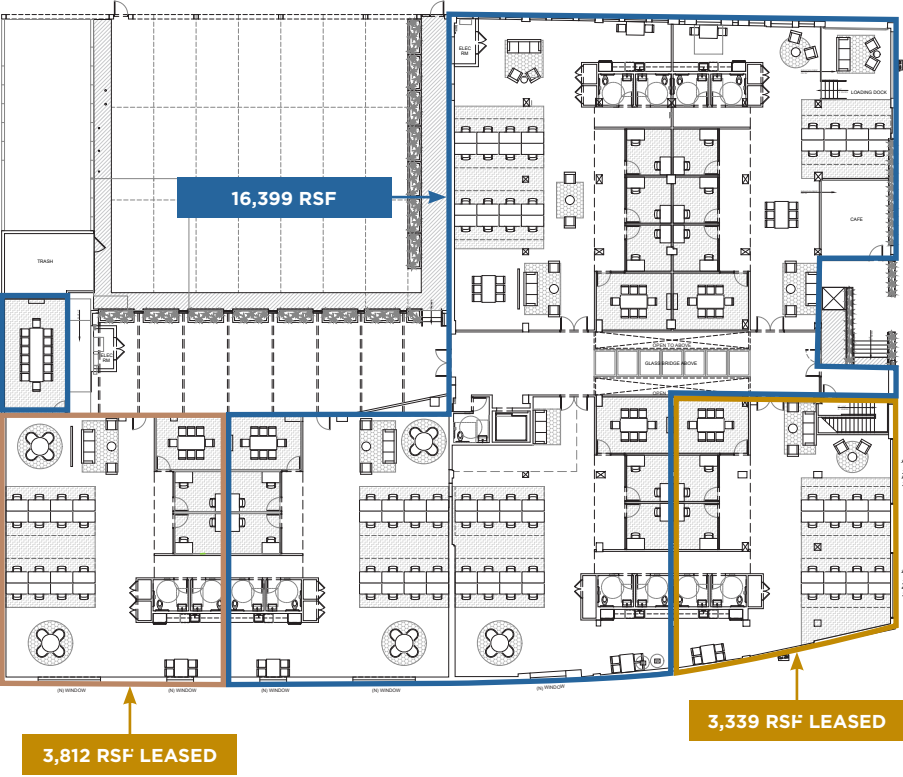 ELEC
RM
LOADING DOCK
16,399 RSF
CAFE
TRASH
OPEN TO ABOVE
ELEC
RM
GLASS BRIDGE ABOVE
OPEN
(N) WINDOW
(N) WINDOW
(N) WINDOW
(N) WINDOW
(N) WINDOW
3,339 RSF LEASED
3,812 RSF LEASED